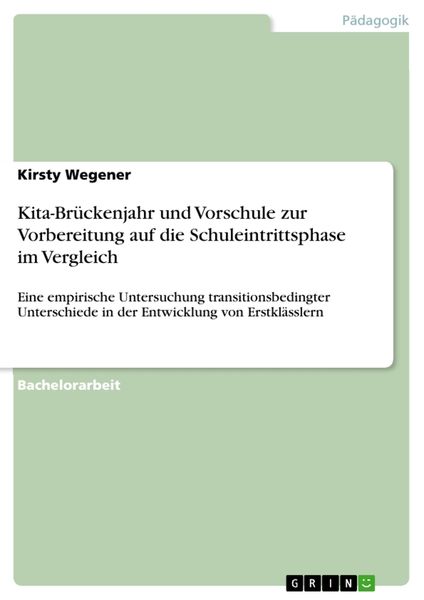 Pädagogik
Kirsty Wegener
Kita-Brückenjahr und Vorschule zur
Vorbereitung auf die Schuleintrittsphase
im Vergleich
Eine empirische Untersuchung transitionsbedingter
Unterschiede in der Entwicklung von Erstklässlern
Bachelorarbeit
GRIN